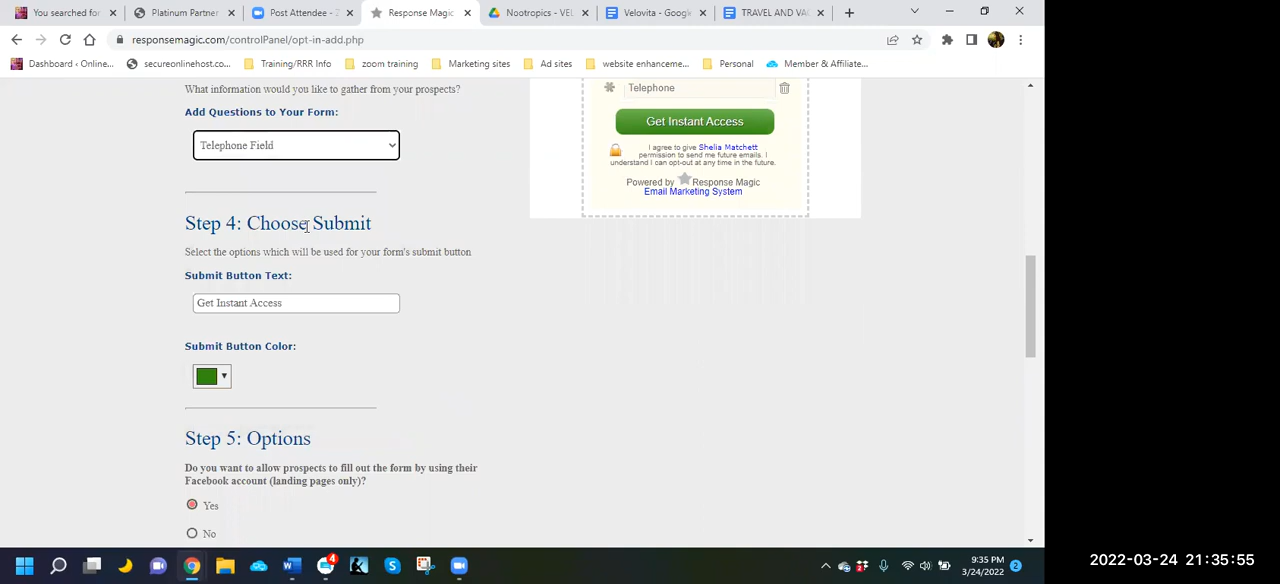 You searched for
Platinum Partner
Post Attendee - Z
Response Magic
Nootropics - VEL
Velovita - Google
TRAVEL AND VAC
responsemagic.com/controlPanel/opt-in-add.php
Dashboard ‹ Online...
secureonlinehost.co...
Training/RRR Info
zoom training
Marketing sites
Ad sites
website enhanceme...
Personal
Member & Affiliate...
What information would you like to gather from your prospects?
Add Questions to Your Form:
Telephone Field
Telephone
Get Instant Access
I agree to give Shelia Matchett
permission to send me future emails. I
understand I can opt-out at any time in the future.
Powered by Response Magic
Email Marketing System
Step 4: Choose Submit
Select the options which will be used for your form's submit button
Submit Button Text:
Get Instant Access
Submit Button Color:
Step 5: Options
Do you want to allow prospects to fill out the form by using their
Facebook account (landing pages only)?
Yes
No
4
9:35 PM
3/24/2022
2
2022-03-24 21:35:55